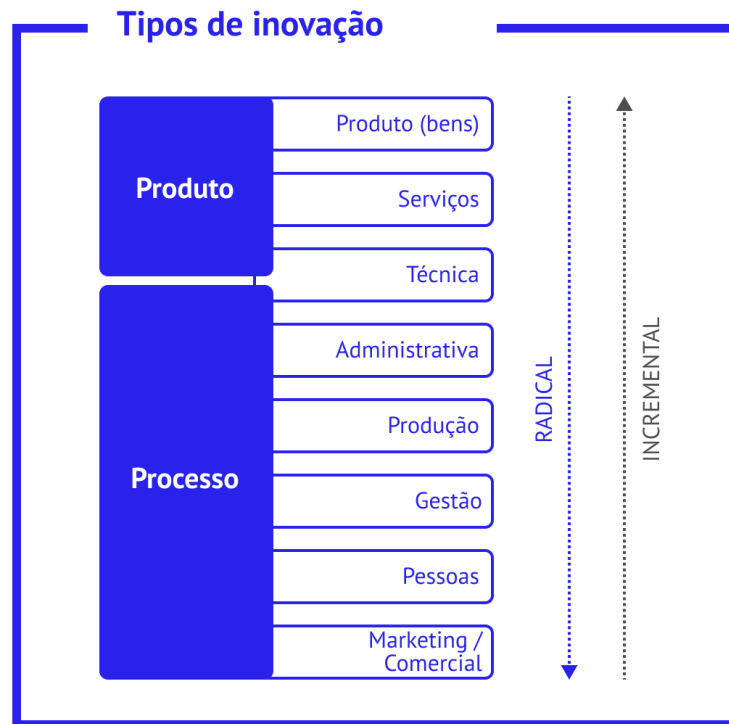 Tipos de inovação
Produto
Produto (bens)
Serviços
Técnica
Processo
Administrativa
Produção
Gestão
Pessoas
Marketing /
Comercial
RADICAL
INCREMENTAL